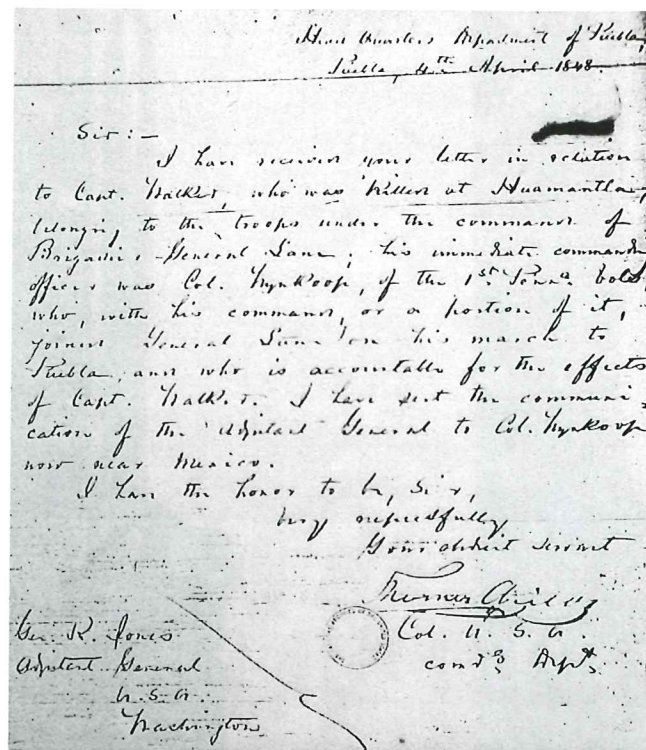 Head Quarters Department of Puebla,
Puebla, 4th April 1848.
Sir:—
I have received your letter in relation
to Capt. Walker, who was killed at Huamantla,
belongs, to the troops under the command of
Brigadier General Lane; his immediate command
officer was Col. Wynkoop, of the 1st Penna Vols,
who, with his command, or a portion of it,
joined General Lane on his march to
Puebla, and who is accountable for the effects
of Capt. Walker. I have sent the communi-
cation of the Adjutant General to Col. Wynkoop
now near Mexico.
I have the honor to be, Sir,
Very respectfully
Your obedient servant
Thomas Childs
Col. U. S. A.
comdg Dept.
Gen. R. Jones
Adjutant General
U. S. A.
Washington